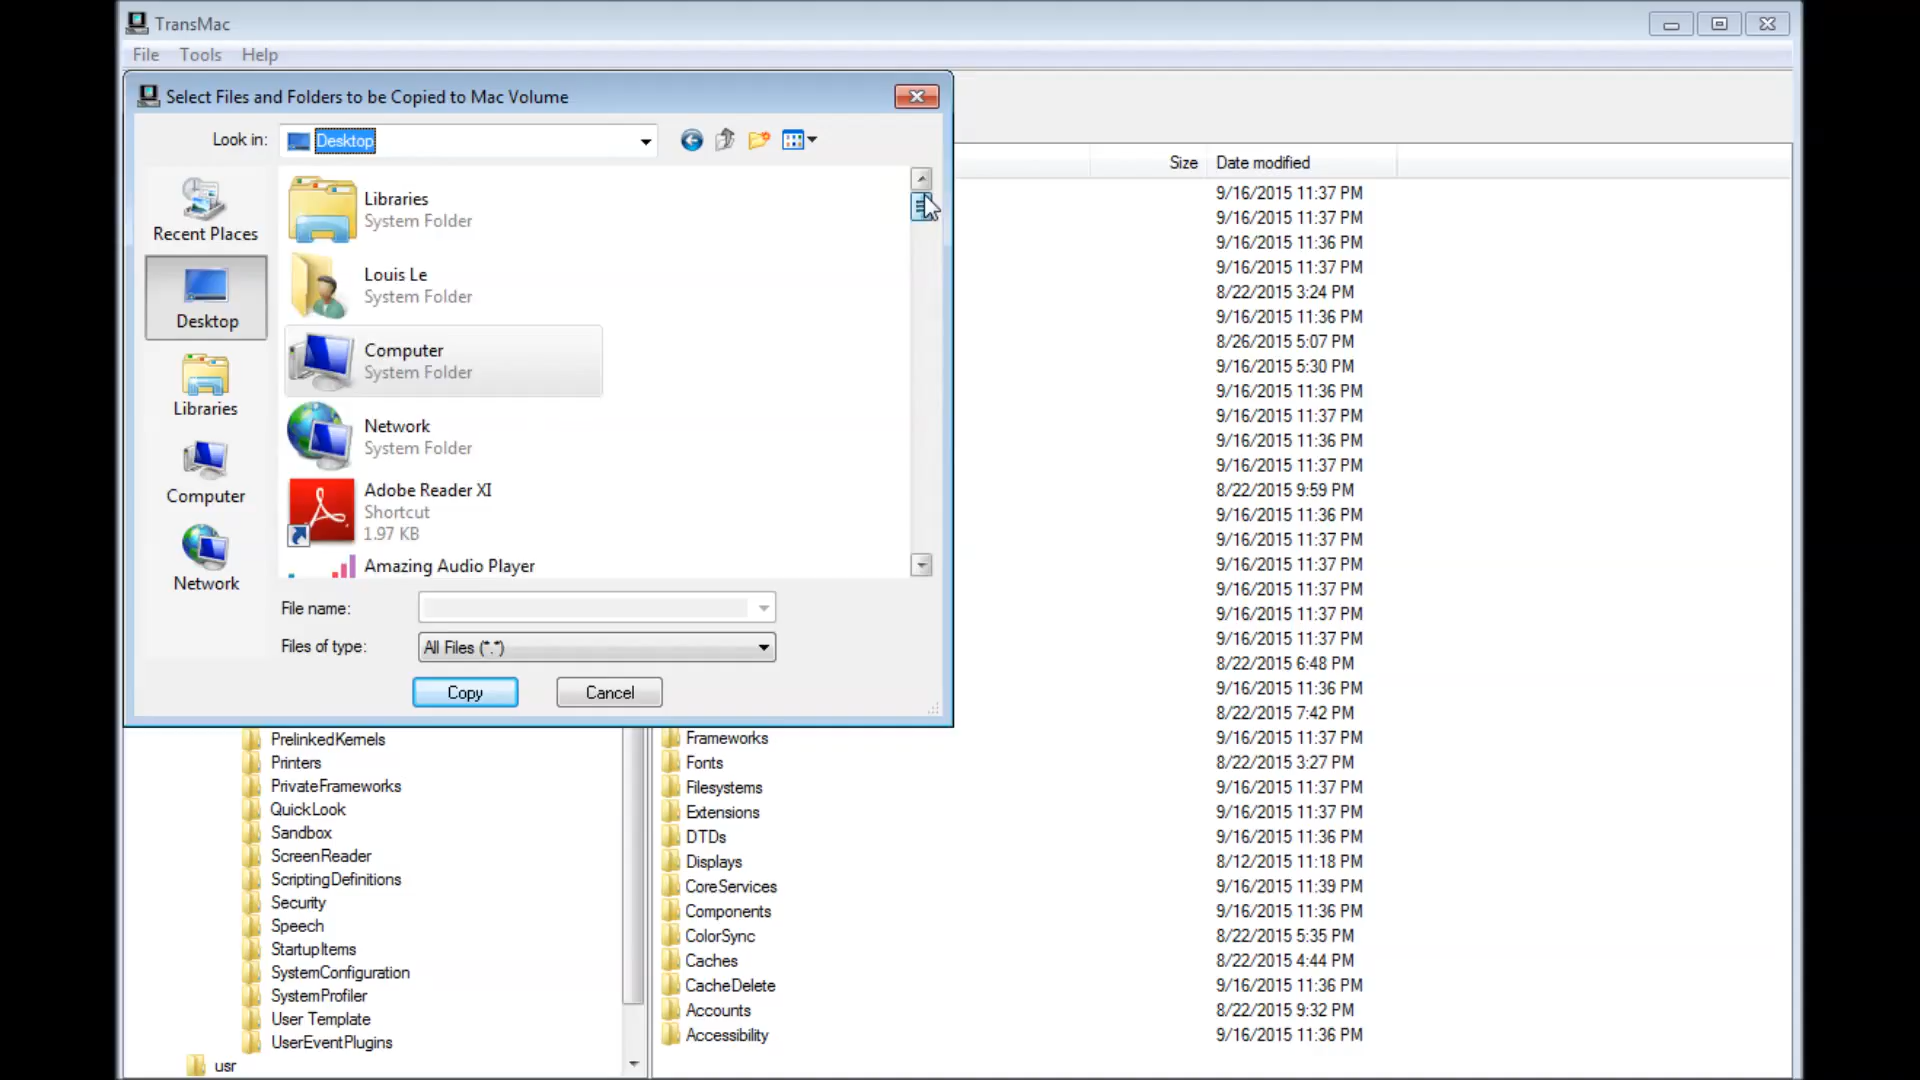 TransMac
File Tools Help
Select Files and Folders to be Copied to Mac Volume
Look in: Desktop
Recent Places
Desktop
Libraries
Computer
Network
Libraries
System Folder
Louis Le
System Folder
Computer
System Folder
Network
System Folder
Adobe Reader XI
Shortcut
1.97 KB
Amazing Audio Player
File name:
Files of type: All Files (*.*)
Copy Cancel
PrelinkedKernels
Printers
PrivateFrameworks
QuickLook
Sandbox
ScreenReader
ScriptingDefinitions
Security
Speech
StartupItems
SystemConfiguration
SystemProfiler
User Template
UserEventPlugins
usr
Size Date modified
9/16/2015 11:37 PM
9/16/2015 11:37 PM
9/16/2015 11:36 PM
9/16/2015 11:37 PM
8/22/2015 3:24 PM
9/16/2015 11:36 PM
8/26/2015 5:07 PM
9/16/2015 5:30 PM
9/16/2015 11:36 PM
9/16/2015 11:37 PM
9/16/2015 11:36 PM
9/16/2015 11:37 PM
8/22/2015 9:59 PM
9/16/2015 11:36 PM
9/16/2015 11:37 PM
9/16/2015 11:36 PM
9/16/2015 11:37 PM
9/16/2015 11:37 PM
9/16/2015 11:37 PM
8/22/2015 6:48 PM
9/16/2015 11:36 PM
8/22/2015 7:42 PM
Frameworks 9/16/2015 11:37 PM
Fonts 8/22/2015 3:27 PM
Filesystems 9/16/2015 11:37 PM
Extensions 9/16/2015 11:37 PM
DTDs 9/16/2015 11:36 PM
Displays 8/12/2015 11:18 PM
CoreServices 9/16/2015 11:39 PM
Components 9/16/2015 11:36 PM
ColorSync 8/22/2015 5:35 PM
Caches 8/22/2015 4:44 PM
CacheDelete 9/16/2015 11:36 PM
Accounts 8/22/2015 9:32 PM
Accessibility 9/16/2015 11:36 PM